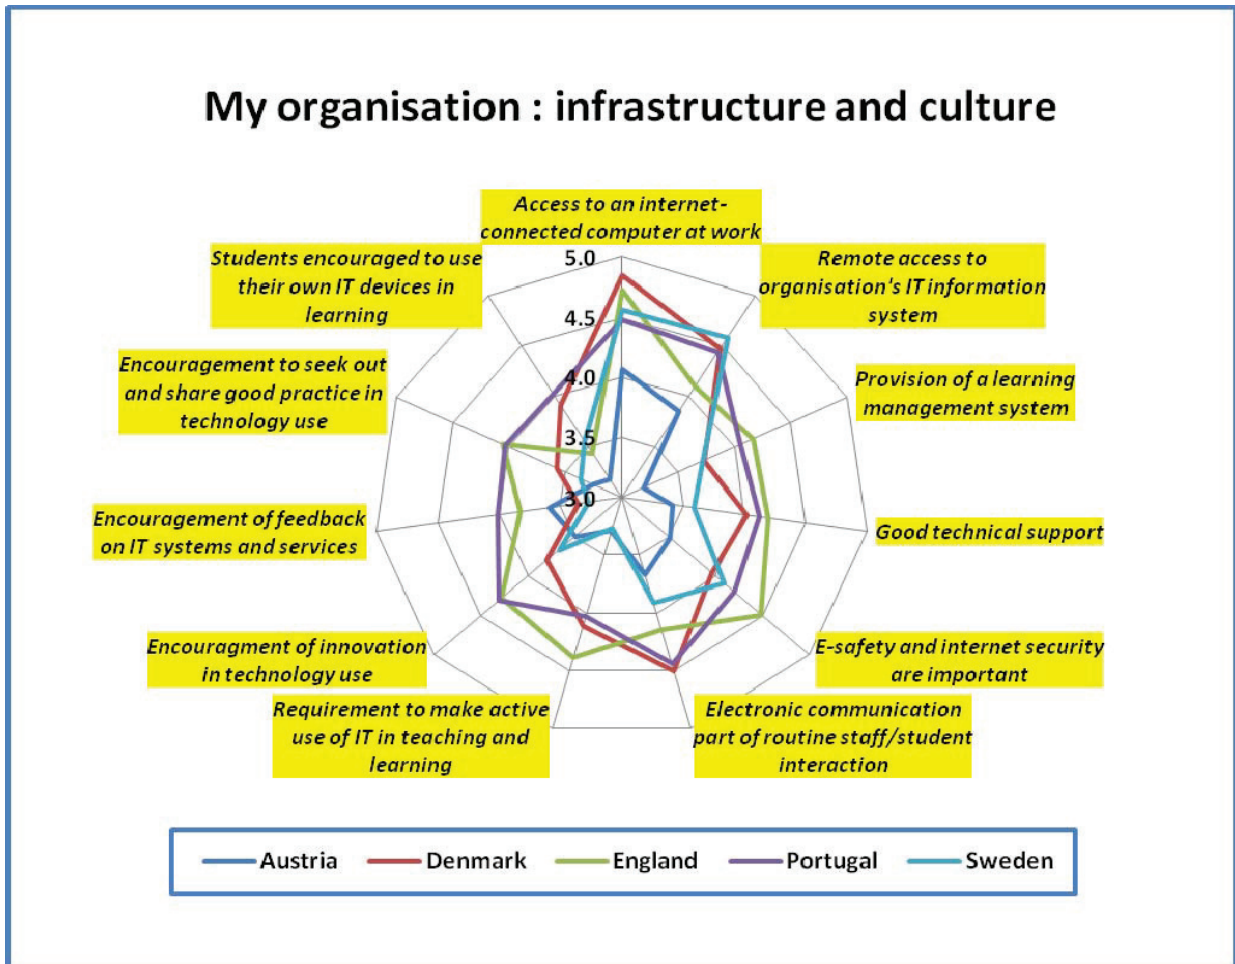 My organisation : infrastructure and culture
Access to an internet-
connected computer at work
Remote access to
organisation's IT information
system
Provision of a learning
management system
Good technical support
E-safety and internet security
are important
Electronic communication
part of routine staff/student
interaction
Requirement to make active
use of IT in teaching and
learning
Encouragment of innovation
in technology use
Encouragement of feedback
on IT systems and services
Encouragement to seek out
and share good practice in
technology use
Students encouraged to use
their own IT devices in
learning
5.0
4.5
4.0
3.5
3.0
Austria Denmark England Portugal Sweden